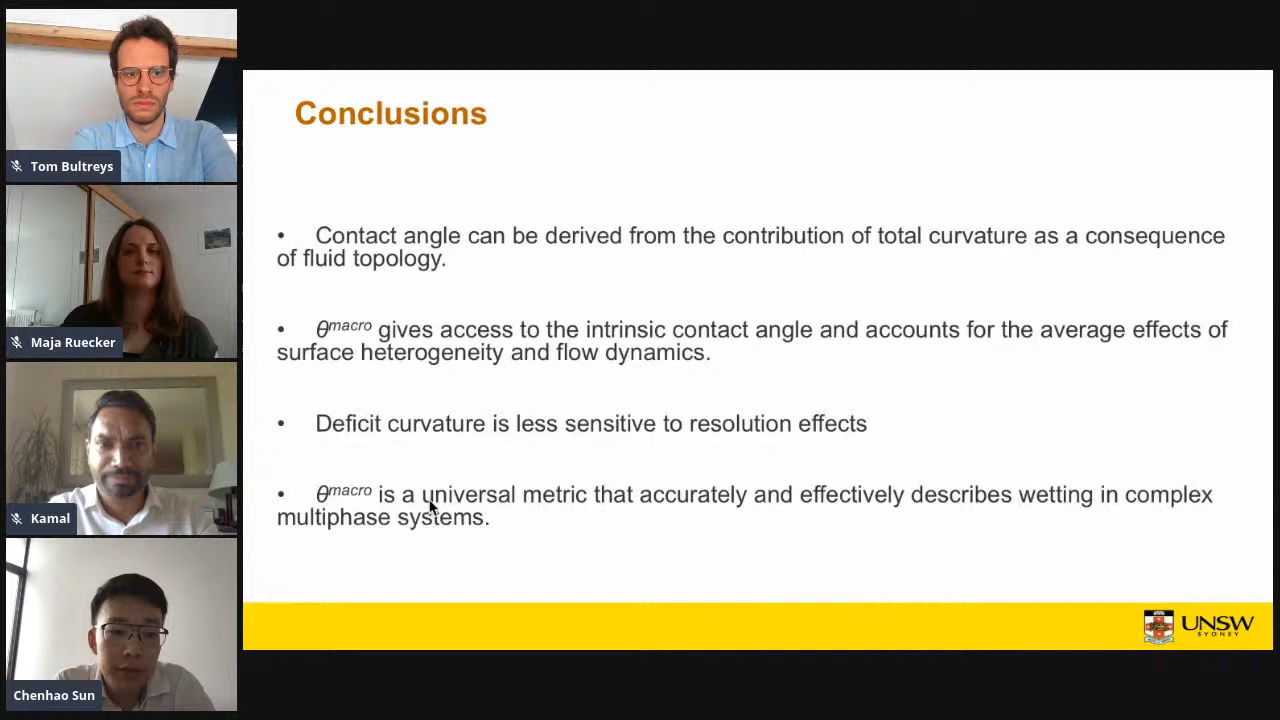 Tom Bultreys
Maja Ruecker
Kamal
Chenhao Sun
Conclusions
• Contact angle can be derived from the contribution of total curvature as a consequence
of fluid topology.
• θmacro gives access to the intrinsic contact angle and accounts for the average effects of
surface heterogeneity and flow dynamics.
• Deficit curvature is less sensitive to resolution effects
• θmacro is a universal metric that accurately and effectively describes wetting in complex
multiphase systems.
UNSW
SYDNEY